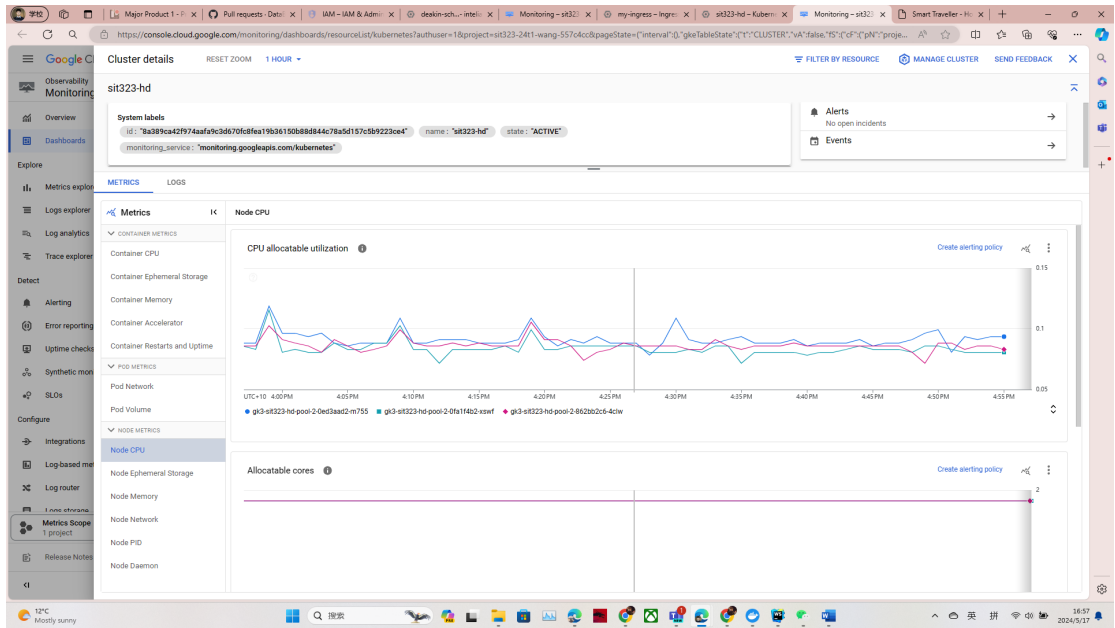 学校
Major Product 1 - P
Pull requests · Data
IAM – IAM & Admin
deakin-sch...-intelie
Monitoring – sit323
my-ingress – Ingres
sit323-hd – Kubern
Monitoring – sit323
Smart Traveller - Ho
https://console.cloud.google.com/monitoring/dashboards/resourceList/kubernetes?authuser=1&project=sit323-24t1-wang-557c4cc&pageState=("interval":(),"gkeTableState":("t":"CLUSTER","vA":false,"fS":("cF":("pN":"proje...
Google Cl
Observability
Monitoring
Overview
Dashboards
Explore
Metrics explor
Logs explorer
Log analytics
Trace explorer
Detect
Alerting
Error reporting
Uptime checks
Synthetic mon
SLOs
Configure
Integrations
Log-based met
Log router
Logs storage
Metrics Scope
1 project
Release Notes
Cluster details
RESET ZOOM
1 HOUR
FILTER BY RESOURCE
MANAGE CLUSTER
SEND FEEDBACK
sit323-hd
System labels
id : "8a389ca42f974aafa9c3d670fc8fea19b36150b88d844c78a5d157c5b9223ce4"
name : "sit323-hd"
state : "ACTIVE"
monitoring_service : "monitoring.googleapis.com/kubernetes"
Alerts
No open incidents
Events
METRICS
LOGS
Metrics
CONTAINER METRICS
Container CPU
Container Ephemeral Storage
Container Memory
Container Accelerator
Container Restarts and Uptime
POD METRICS
Pod Network
Pod Volume
NODE METRICS
Node CPU
Node Ephemeral Storage
Node Memory
Node Network
Node PID
Node Daemon
Node CPU
CPU allocatable utilization
Create alerting policy
0.15
0.1
0.05
UTC+10 4:00 PM 4:05 PM 4:10 PM 4:15 PM 4:20 PM 4:25 PM 4:30 PM 4:35 PM 4:40 PM 4:45 PM 4:50 PM 4:55 PM
gk3-sit323-hd-pool-2-0ed3aad2-m755
gk3-sit323-hd-pool-2-0fa1f4b2-xswf
gk3-sit323-hd-pool-2-862bb2c6-4clw
Allocatable cores
Create alerting policy
2
12°C
Mostly sunny
搜索
英
拼
16:57
2024/5/17